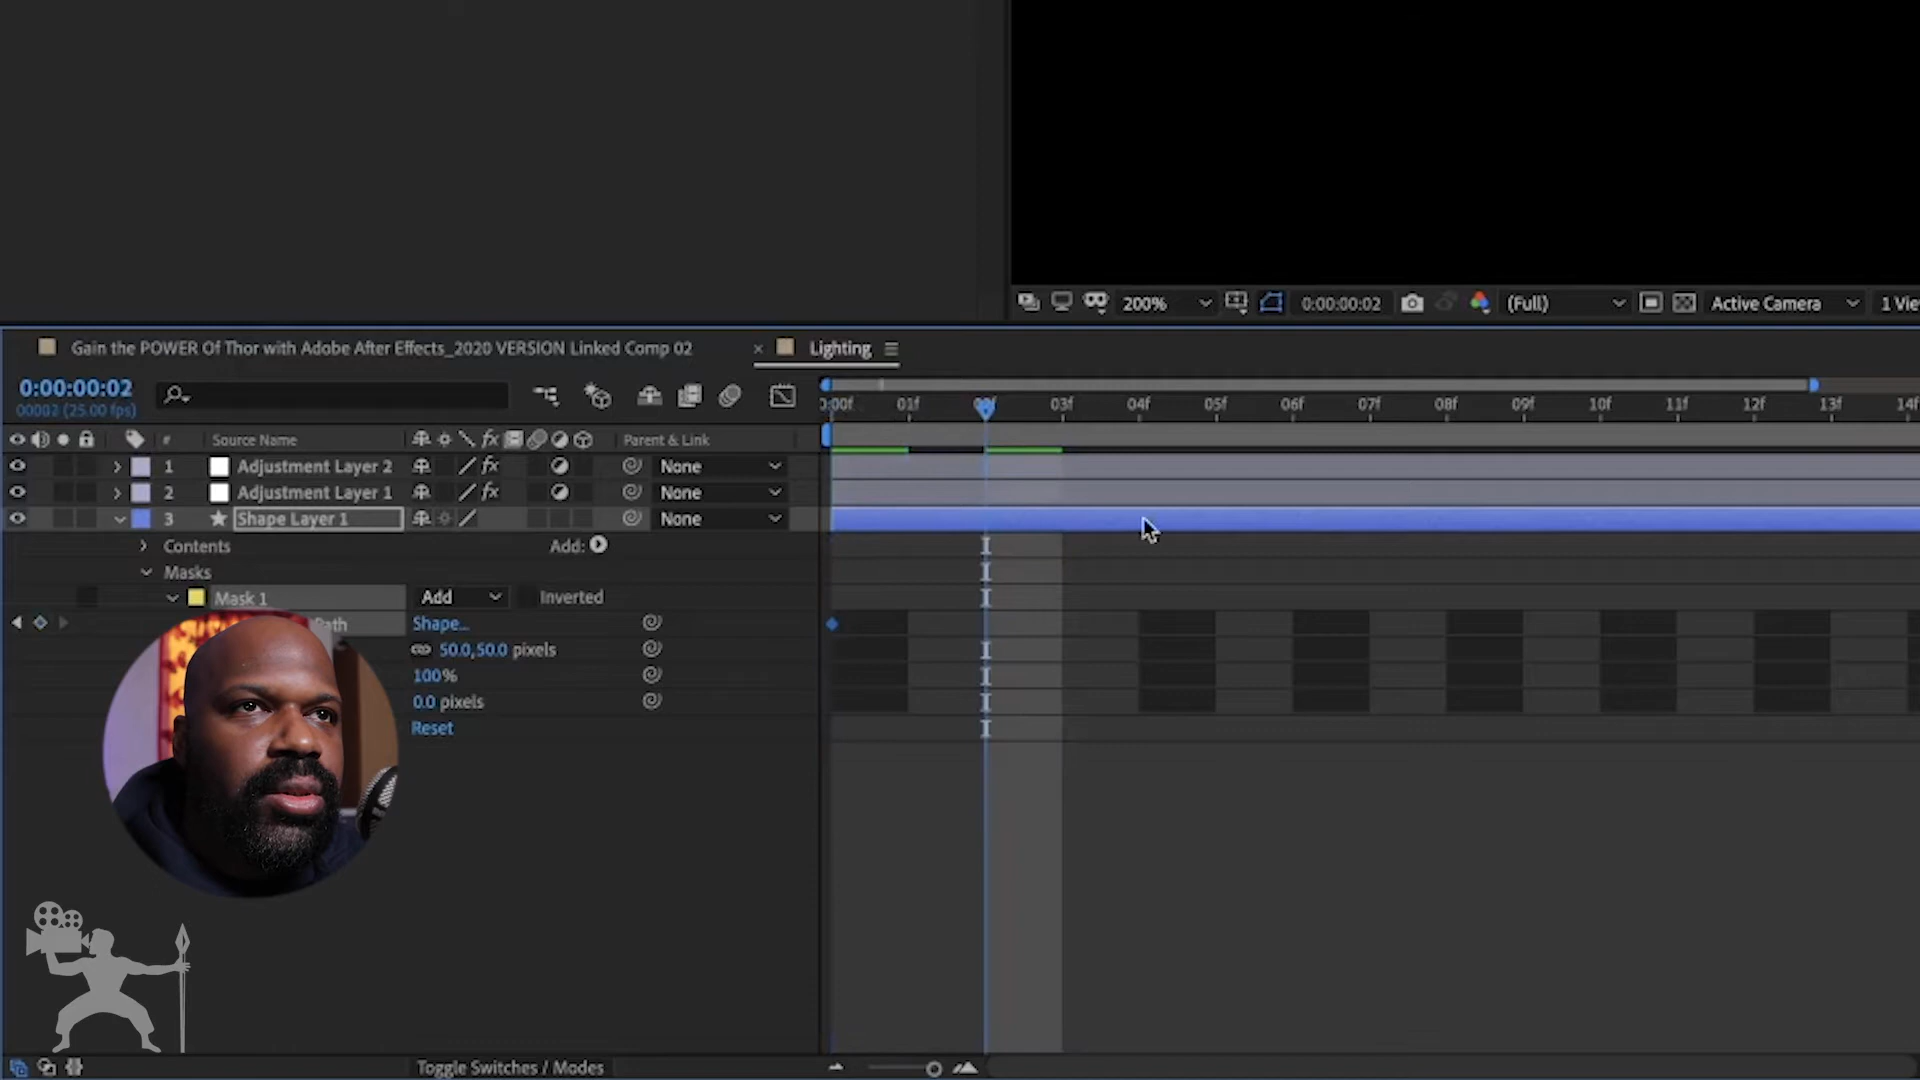 200%
0:00:00:02
(Full)
Active Camera
1 Vie
Gain the POWER Of Thor with Adobe After Effects_2020 VERSION Linked Comp 02
× Lighting
0:00:00:02
00002 (25.00 fps)
0:00f 01f 02f 03f 04f 05f 06f 07f 08f 09f 10f 11f 12f 13f 14f
# Source Name fx Parent & Link
1 Adjustment Layer 2 fx None
2 Adjustment Layer 1 fx None
3 Shape Layer 1 None
Contents Add:
Masks
Mask 1 Add Inverted
Path Shape...
50.0,50.0 pixels
100%
0.0 pixels
Reset
Toggle Switches / Modes